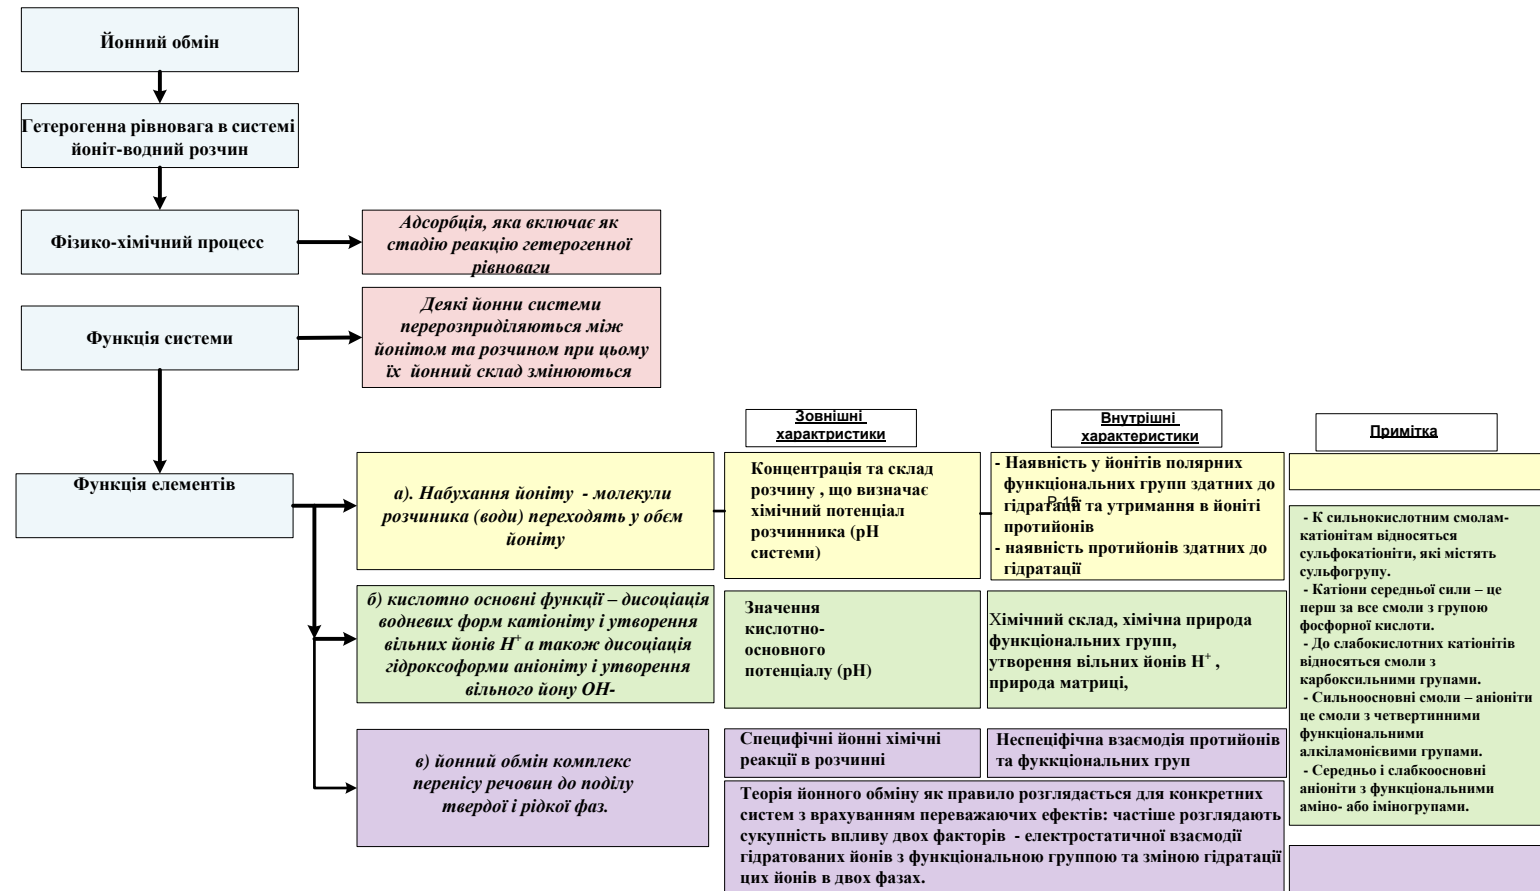 Йонний обмін
Гетерогенна рівновага в системі
йоніт-водний розчин
Фізико-хімічний процесс
Адсорбція, яка включає як
стадію реакцію гетерогенної
рівноваги
Функція системи
Деякі йонни системи
перерозприділяються між
йонітом та розчином при цьому
їх йонний склад змінюються
Функція елементів
Зовнішні
характристики
Внутрішні
характеристики
Примітка
а). Набухання йоніту - молекули
розчиника (води) переходять у обєм
йоніту
Концентрація та склад
розчину , що визначає
хімічний потенціал
розчинника (рН
системи)
- Наявність у йонітів полярних
функціональних групп здатних до
гідратації та утримання в йоніті
протийонів
- наявність протийонів здатних до
гідратації
Р-15
б) кислотно основні функції – дисоціація
водневих форм катіоніту і утворення
вільних йонів Н⁺ а також дисоціація
гідроксоформи аніоніту і утворення
вільного йону ОН-
Значення
кислотно-
основного
потенціалу (рН)
Хімічний склад, хімічна природа
функціональних групп,
утворення вільних йонів Н⁺ ,
природа матриці,
- К сильнокислотним смолам-
катіонітам відносяться
сульфокатіоніти, які містять
сульфогрупу.
- Катіони середньої сили – це
перш за все смоли з групою
фосфорної кислоти.
- До слабокислотних катіонітів
відносяться смоли з
карбоксильними групами.
- Сильноосновні смоли – аніоніти
це смоли з четвертинними
функціональними
алкіламонієвими групами.
- Середньо і слабкоосновні
аніоніти з функціональними
аміно- або іміногрупами.
в) йонний обмін комплекс
перенісу речовин до поділу
твердої і рідкої фаз.
Специфічні йонні хімічні
реакції в розчинні
Неспеціфічна взаємодія протийонів
та фуккціональних груп
Теорія йонного обміну як правило розглядається для конкретних
систем з врахуванням переважаючих ефектів: частіше розглядають
сукупність впливу двох факторів - електростатичної взаємодії
гідратованих йонів з функціональною группою та зміною гідратації
цих йонів в двох фазах.